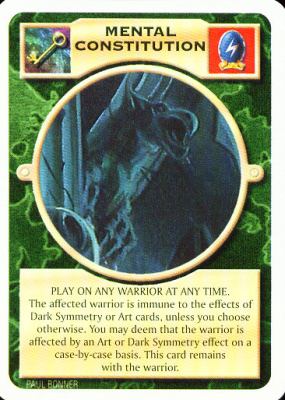 MENTAL
CONSTITUTION
PLAY ON ANY WARRIOR AT ANY TIME.
The affected warrior is immune to the effects of
Dark Symmetry or Art cards, unless you choose
otherwise. You may deem that the warrior is
affected by an Art or Dark Symmetry effect on a
case-by-case basis. This card remains
with the warrior.
PAUL BONNER